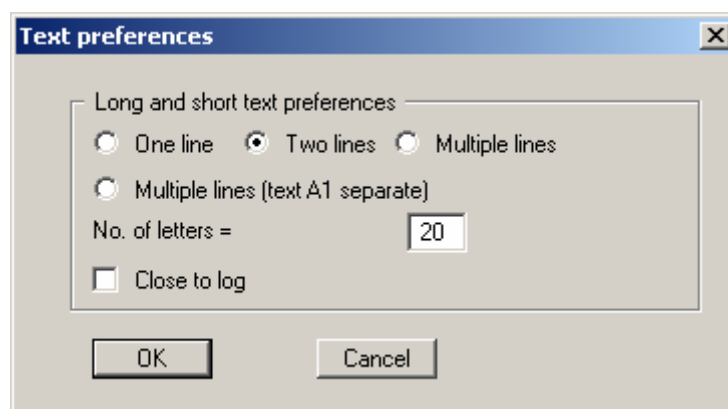 Text preferences
Long and short text preferences
One line Two lines Multiple lines
Multiple lines (text A1 separate)
No. of letters = 20
Close to log
OK Cancel